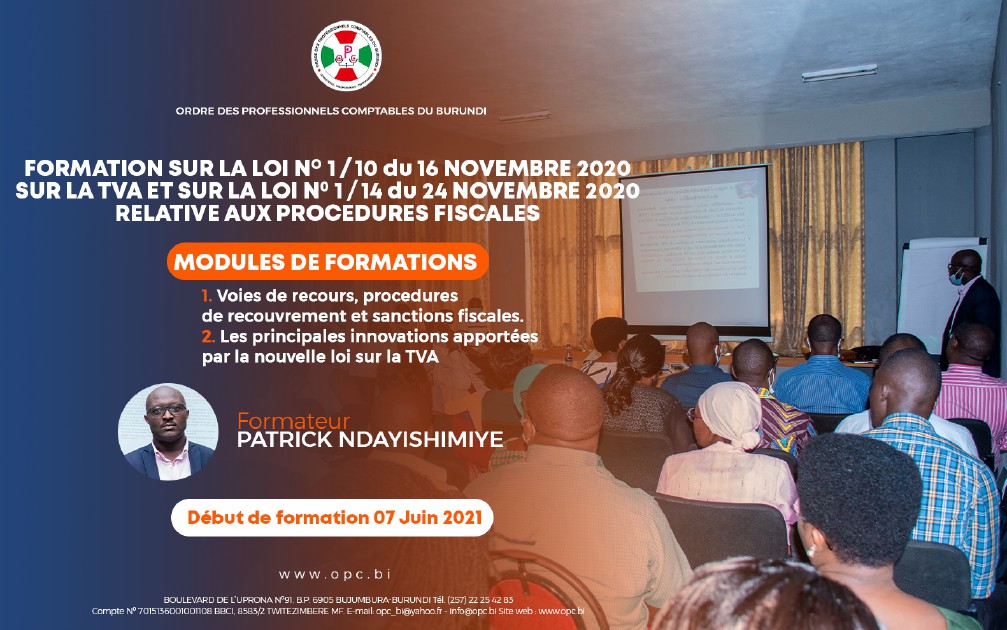 ORDRE DES PROFESSIONNELS COMPTABLES DU BURUNDI
FORMATION SUR LA LOI N° 1/10 du 16 NOVEMBRE 2020
SUR LA TVA ET SUR LA LOI N° 1/14 du 24 NOVEMBRE 2020
RELATIVE AUX PROCEDURES FISCALES
MODULES DE FORMATIONS
1. Voies de recours, procedures
de recouvrement et sanctions fiscales.
2. Les principales innovations apportées
par la nouvelle loi sur la TVA
Formateur
PATRICK NDAYISHIMIYE
Début de formation 07 Juin 2021
www.opc.bi
BOULEVARD DE L'UPRONA N°91. B.P. 6905 BUJUMBURA-BURUNDI Tél. (257) 22 25 42 83
Compte N° 7015136001001108 BBCI, 8583/2 TWITEZIMBERE MF. E-mail: opc_bi@yahoo.fr - info@opc.bi Site web : www.opc.bi